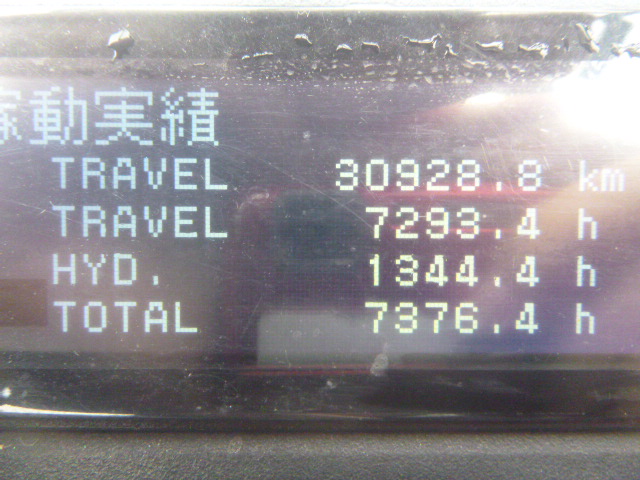 稼動実績
TRAVEL 30928.8 km
TRAVEL 7293.4 h
HYD. 1344.4 h
TOTAL 7376.4 h